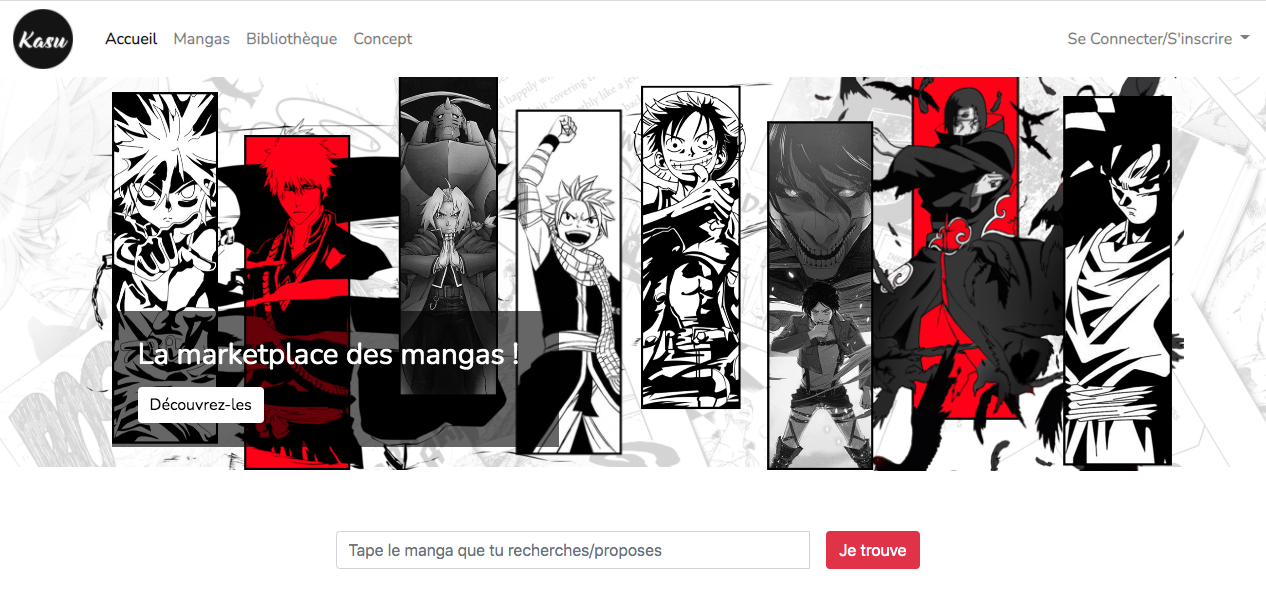 Kasu
Accueil Mangas Bibliothèque Concept Se Connecter/S'inscrire
La marketplace des mangas !
Découvrez-les
Tape le manga que tu recherches/proposes
Je trouve